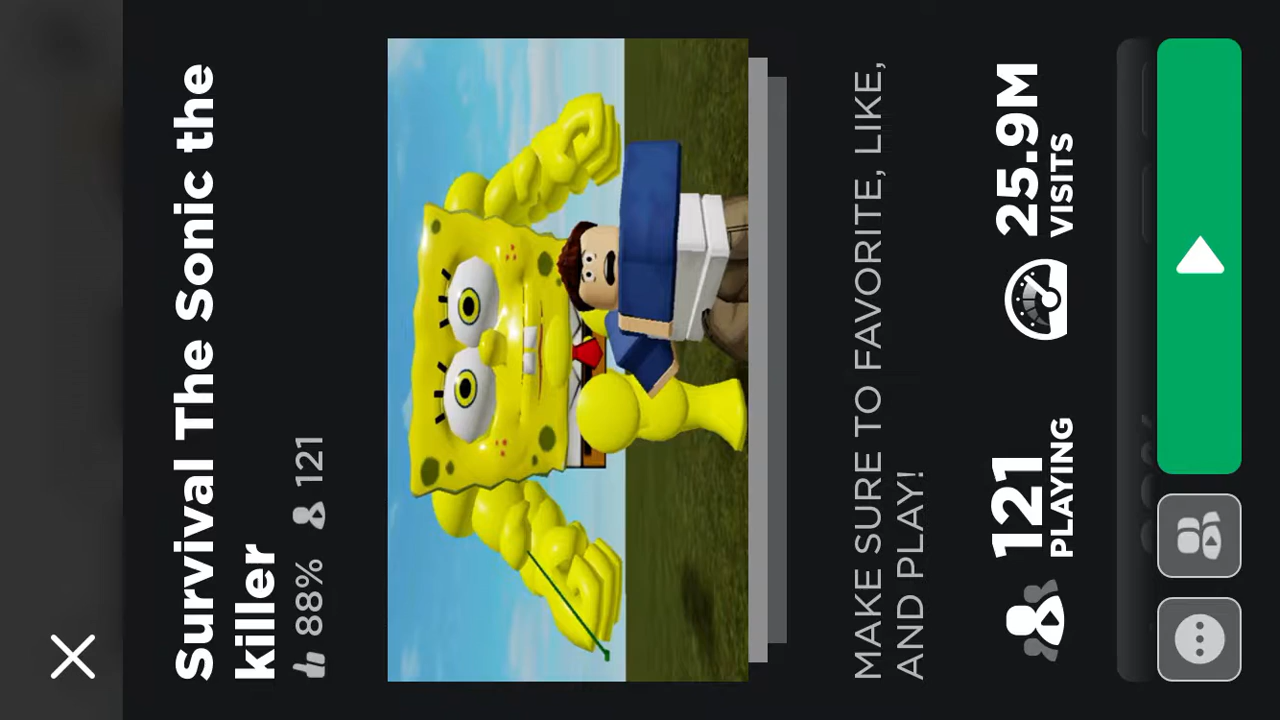 Survival The Sonic the
killer
88% 121
MAKE SURE TO FAVORITE, LIKE,
AND PLAY!
121
PLAYING
25.9M
VISITS